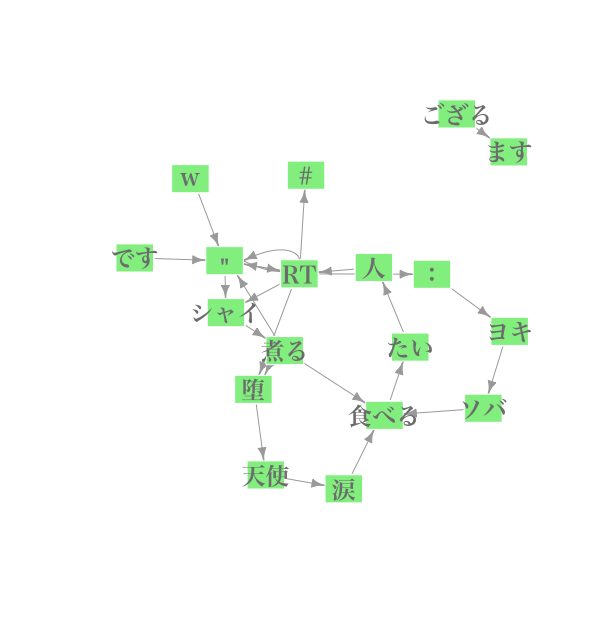 ござる
ます
#
w
です
"
RT
人
:
シャイ
ヨキ
たい
煮る
堕
食べる
ソバ
天使
涙